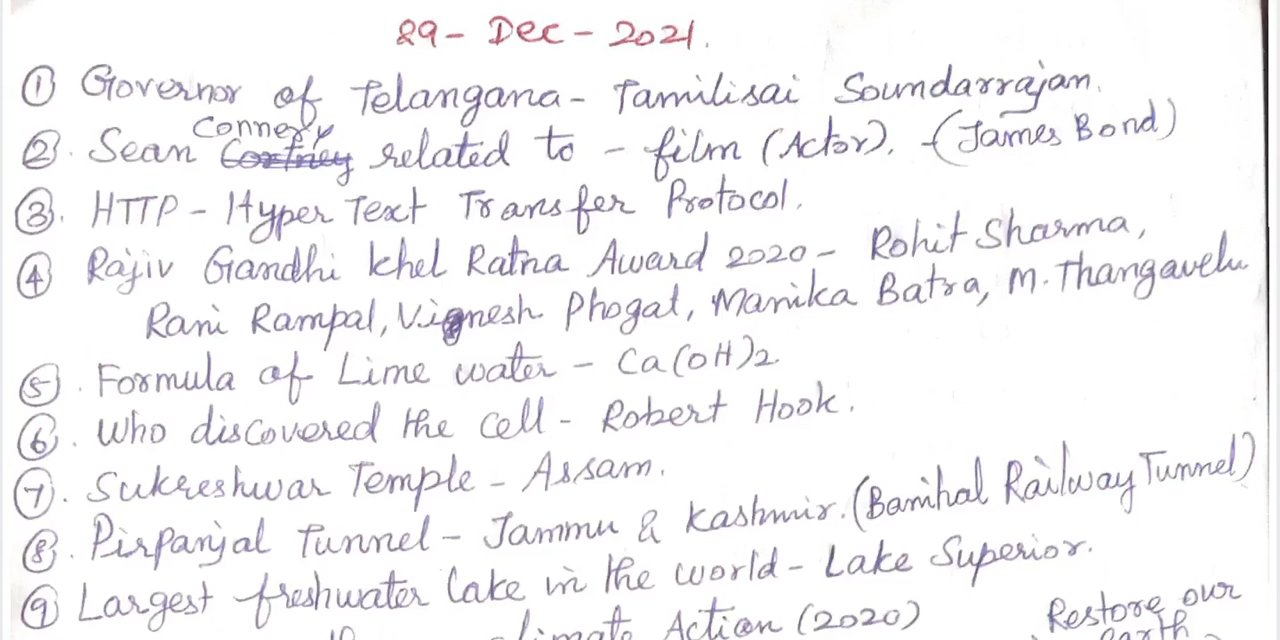 29- Dec - 2021.
① Governor of Telangana - Tamilisai Soundarrajan.
Connery
②. Sean Cortney related to - film (Actor). - (James Bond)
③. HTTP - Hyper Text Transfer Protocol.
④ Rajiv Gandhi khel Ratna Award 2020 - Rohit Sharma,
Rani Rampal, Vignesh Phogat, Manika Batra, M. Thangavelu
⑤. Formula of Lime water - Ca(OH)2.
⑥. Who discovered the cell - Robert Hook.
⑦. Sukreshwar Temple - Assam.
⑧. Pirpanjal Tunnel - Jammu & Kashmir. (Banihal Railway Tunnel)
⑨ Largest freshwater lake in the world - Lake Superior.
Action (2020) Restore our